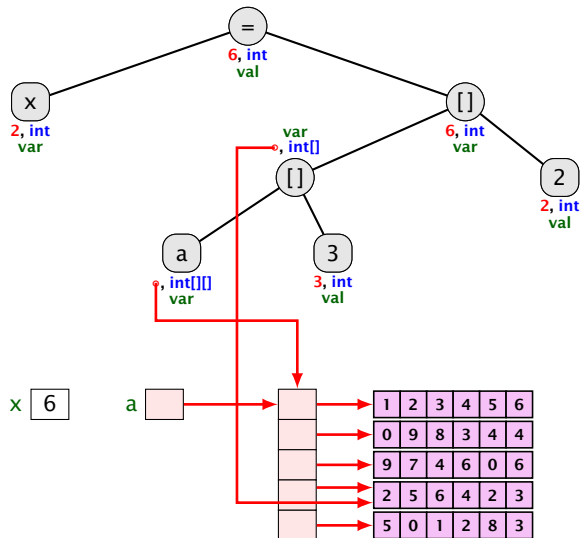 =
6, int
val
x
2, int
var
[]
6, int
var
var
, int[]
[]
2
2, int
val
a
, int[][]
var
3
3, int
val
x 6 a
1 2 3 4 5 6
0 9 8 3 4 4
9 7 4 6 0 6
2 5 6 4 2 3
5 0 1 2 8 3